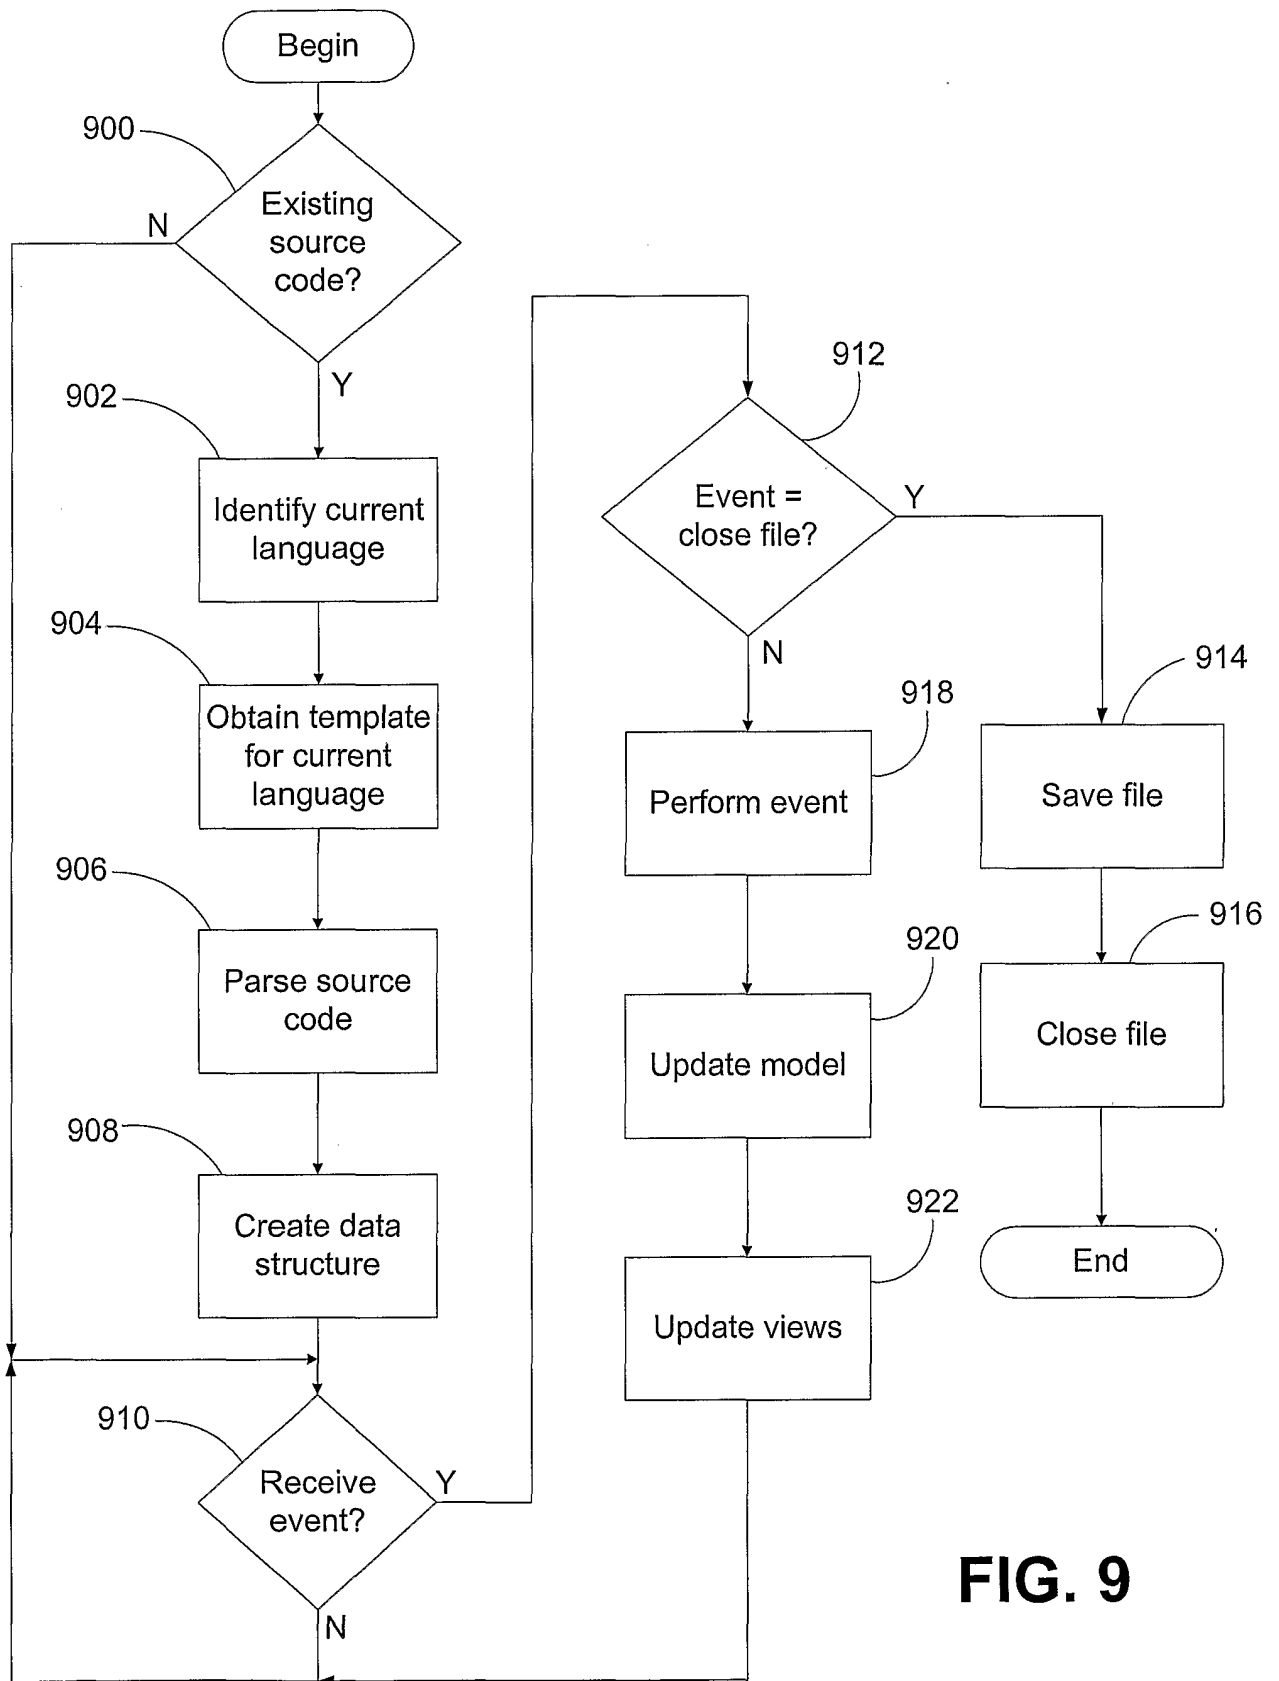 Begin
900
Existing
source
code?
N
Y
902
Identify current
language
904
Obtain template
for current
language
906
Parse source
code
908
Create data
structure
910
Receive
event?
Y
N
912
Event =
close file?
Y
N
914
Save file
916
Close file
End
918
Perform event
920
Update model
922
Update views
FIG. 9